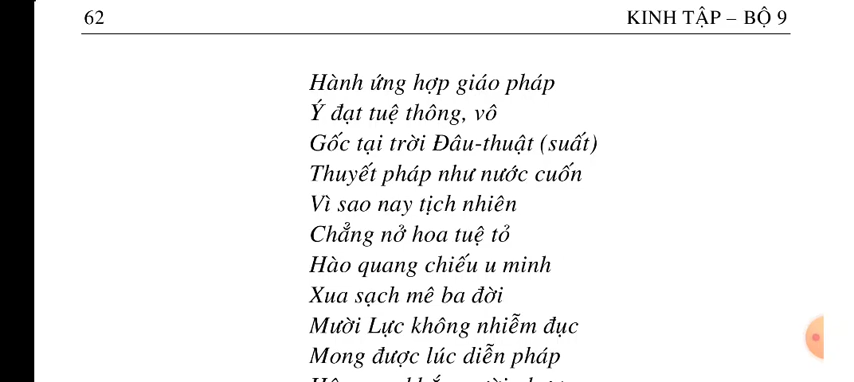 62 KINH TẬP – BỘ 9
Hành ứng hợp giáo pháp
Ý đạt tuệ thông, vô
Gốc tại trời Đâu-thuật (suất)
Thuyết pháp như nước cuốn
Vì sao nay tịch nhiên
Chẳng nở hoa tuệ tỏ
Hào quang chiếu u minh
Xua sạch mê ba đời
Mười Lực không nhiễm đục
Mong được lúc diễn pháp